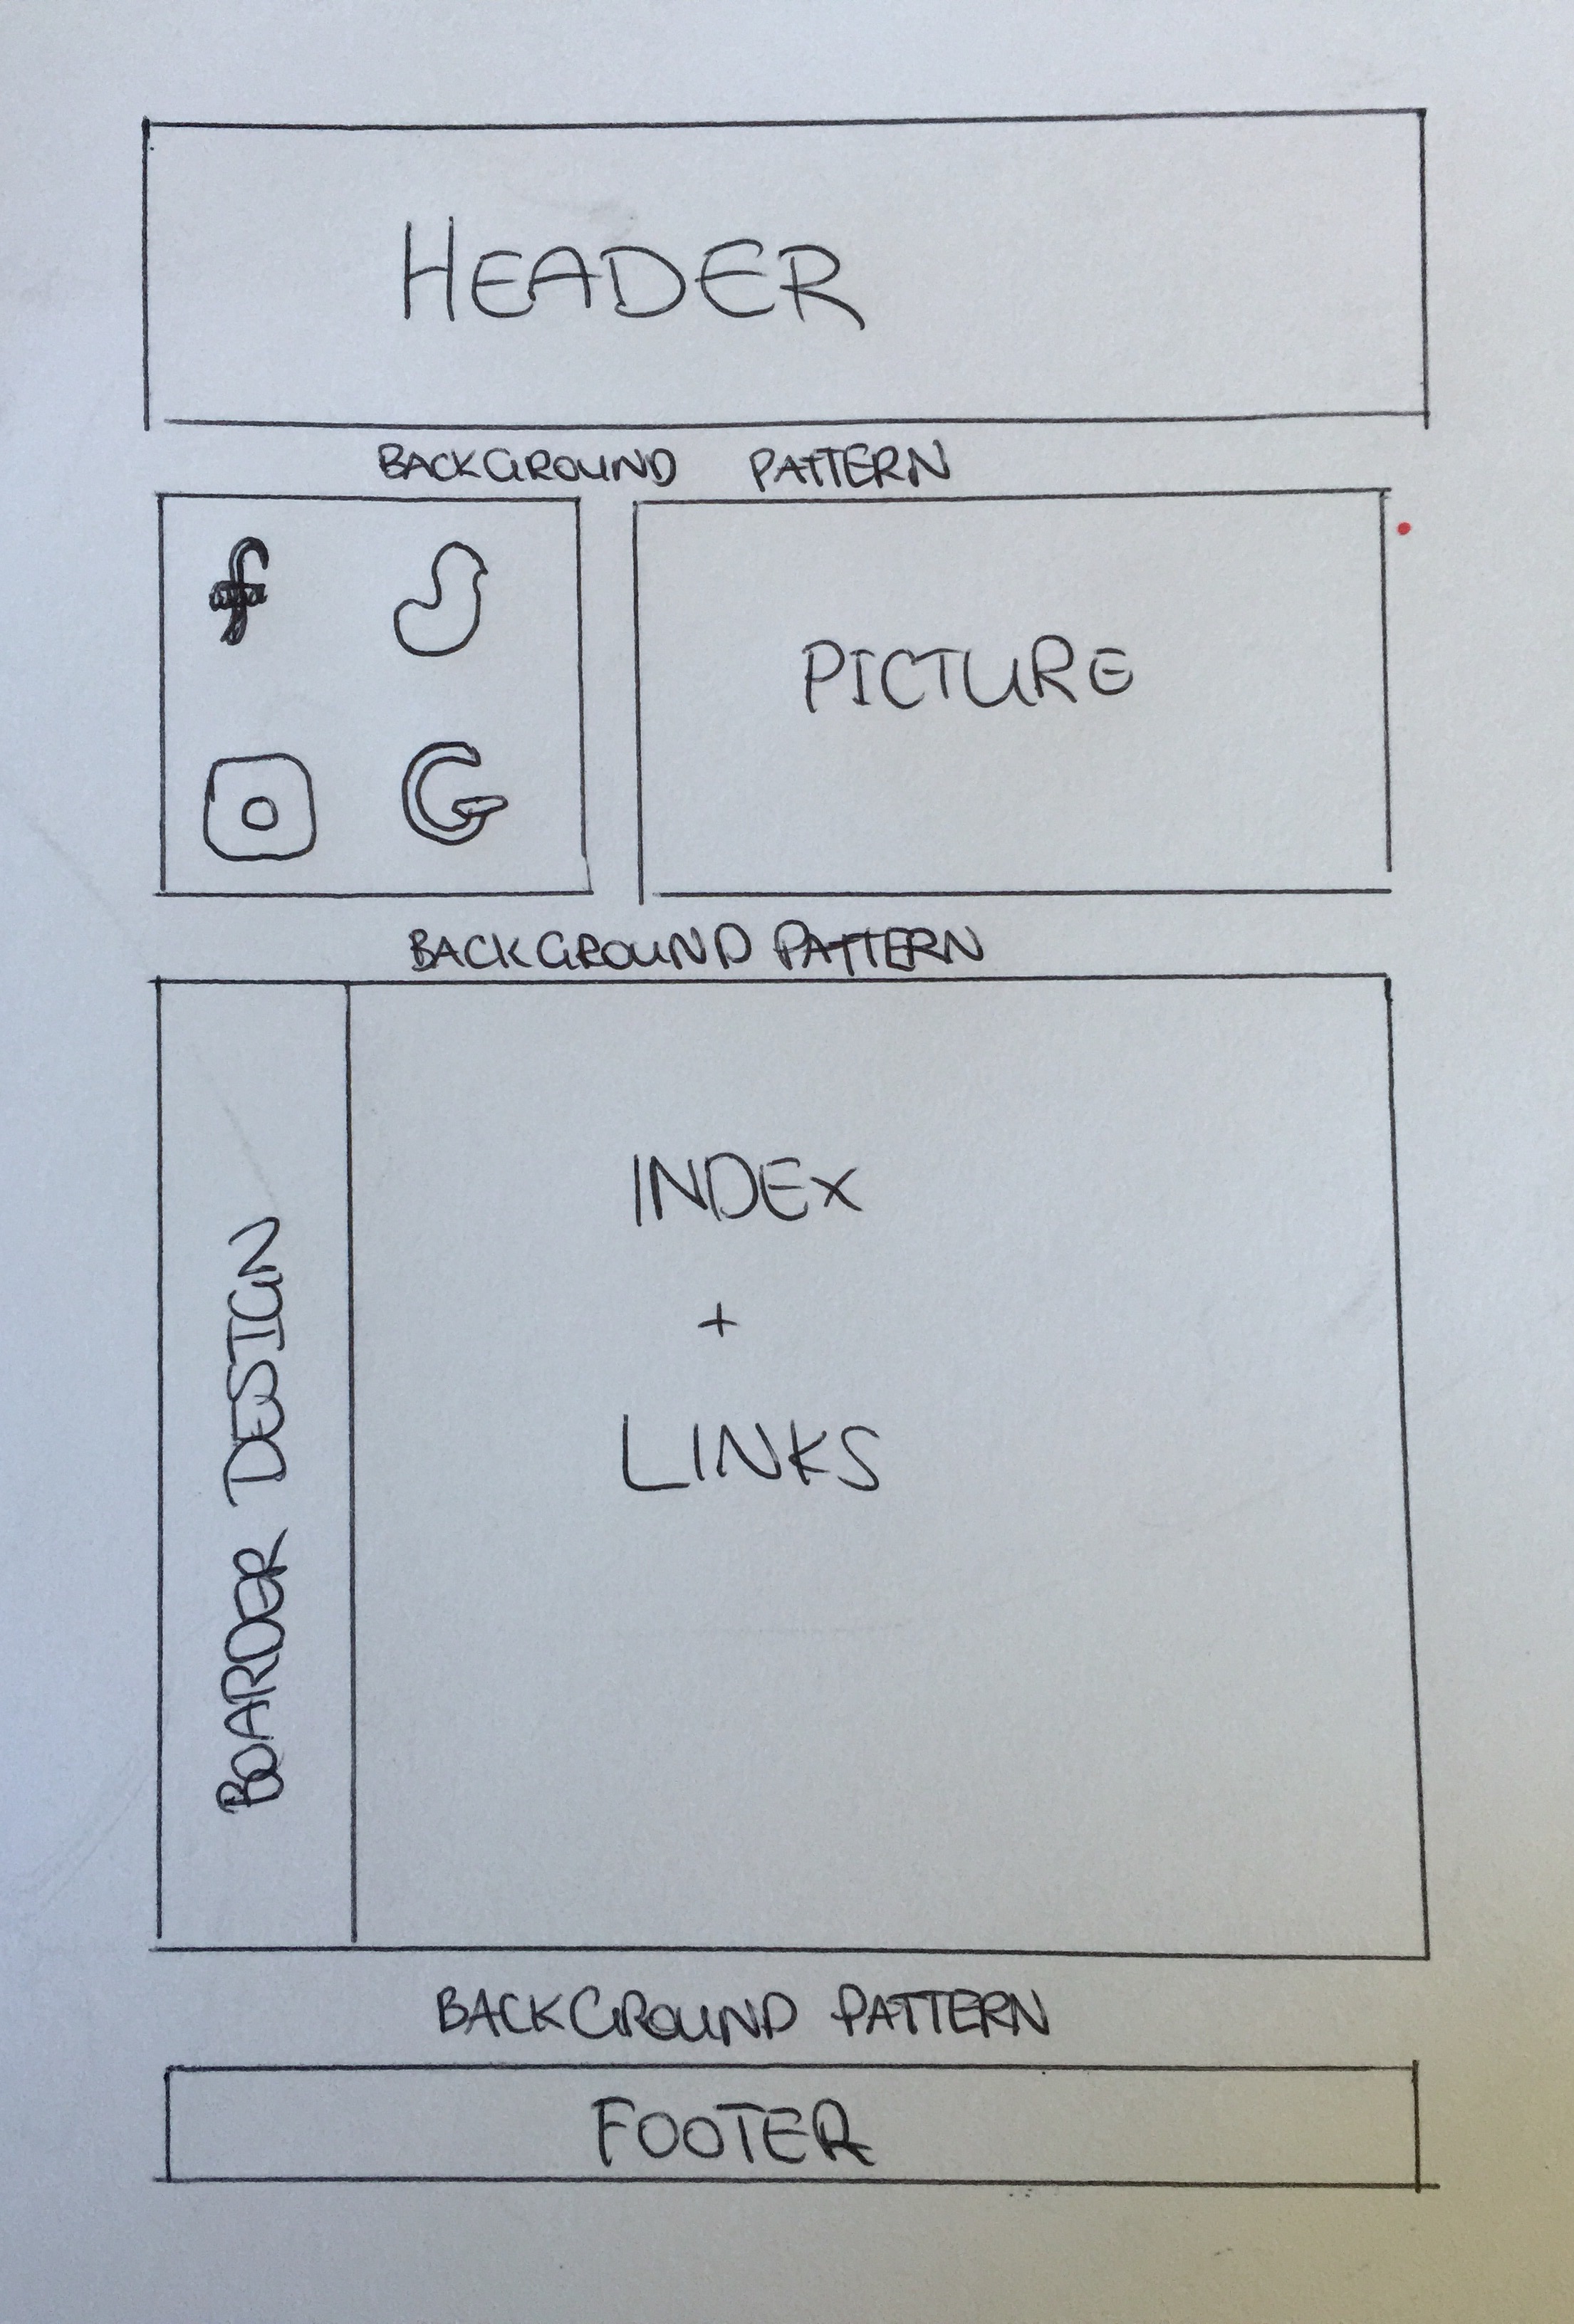 HEADER
BACKGROUND PATTERN
f
G
PICTURE
BACKGROUND PATTERN
BOARDER DESIGN
INDEX
+
LINKS
BACKGROUND PATTERN
FOOTER